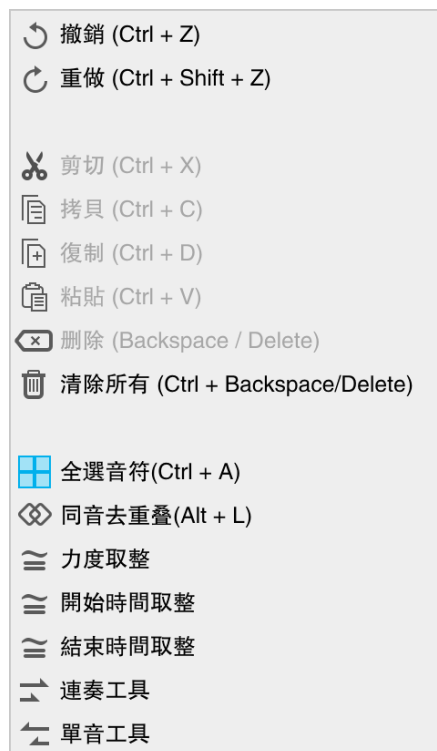 撤銷 (Ctrl + Z)
重做 (Ctrl + Shift + Z)
剪切 (Ctrl + X)
拷貝 (Ctrl + C)
復制 (Ctrl + D)
粘貼 (Ctrl + V)
刪除 (Backspace / Delete)
清除所有 (Ctrl + Backspace/Delete)
全選音符(Ctrl + A)
同音去重叠(Alt + L)
力度取整
開始時間取整
結束時間取整
連奏工具
單音工具